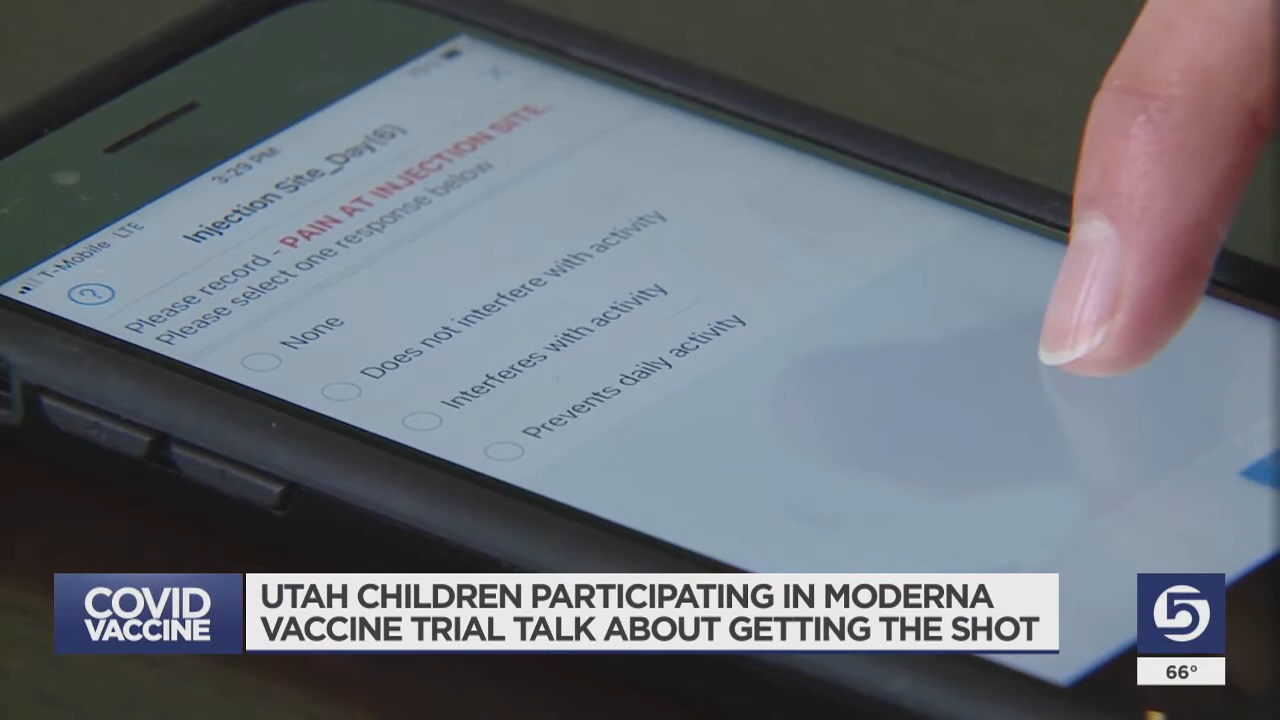 T-Mobile LTE
3:29 PM
Injection Site_Day(6)
Please record - PAIN AT INJECTION SITE.
Please select one response below
None
Does not interfere with activity
Interferes with activity
Prevents daily activity
COVID
VACCINE
UTAH CHILDREN PARTICIPATING IN MODERNA
VACCINE TRIAL TALK ABOUT GETTING THE SHOT
5
66°